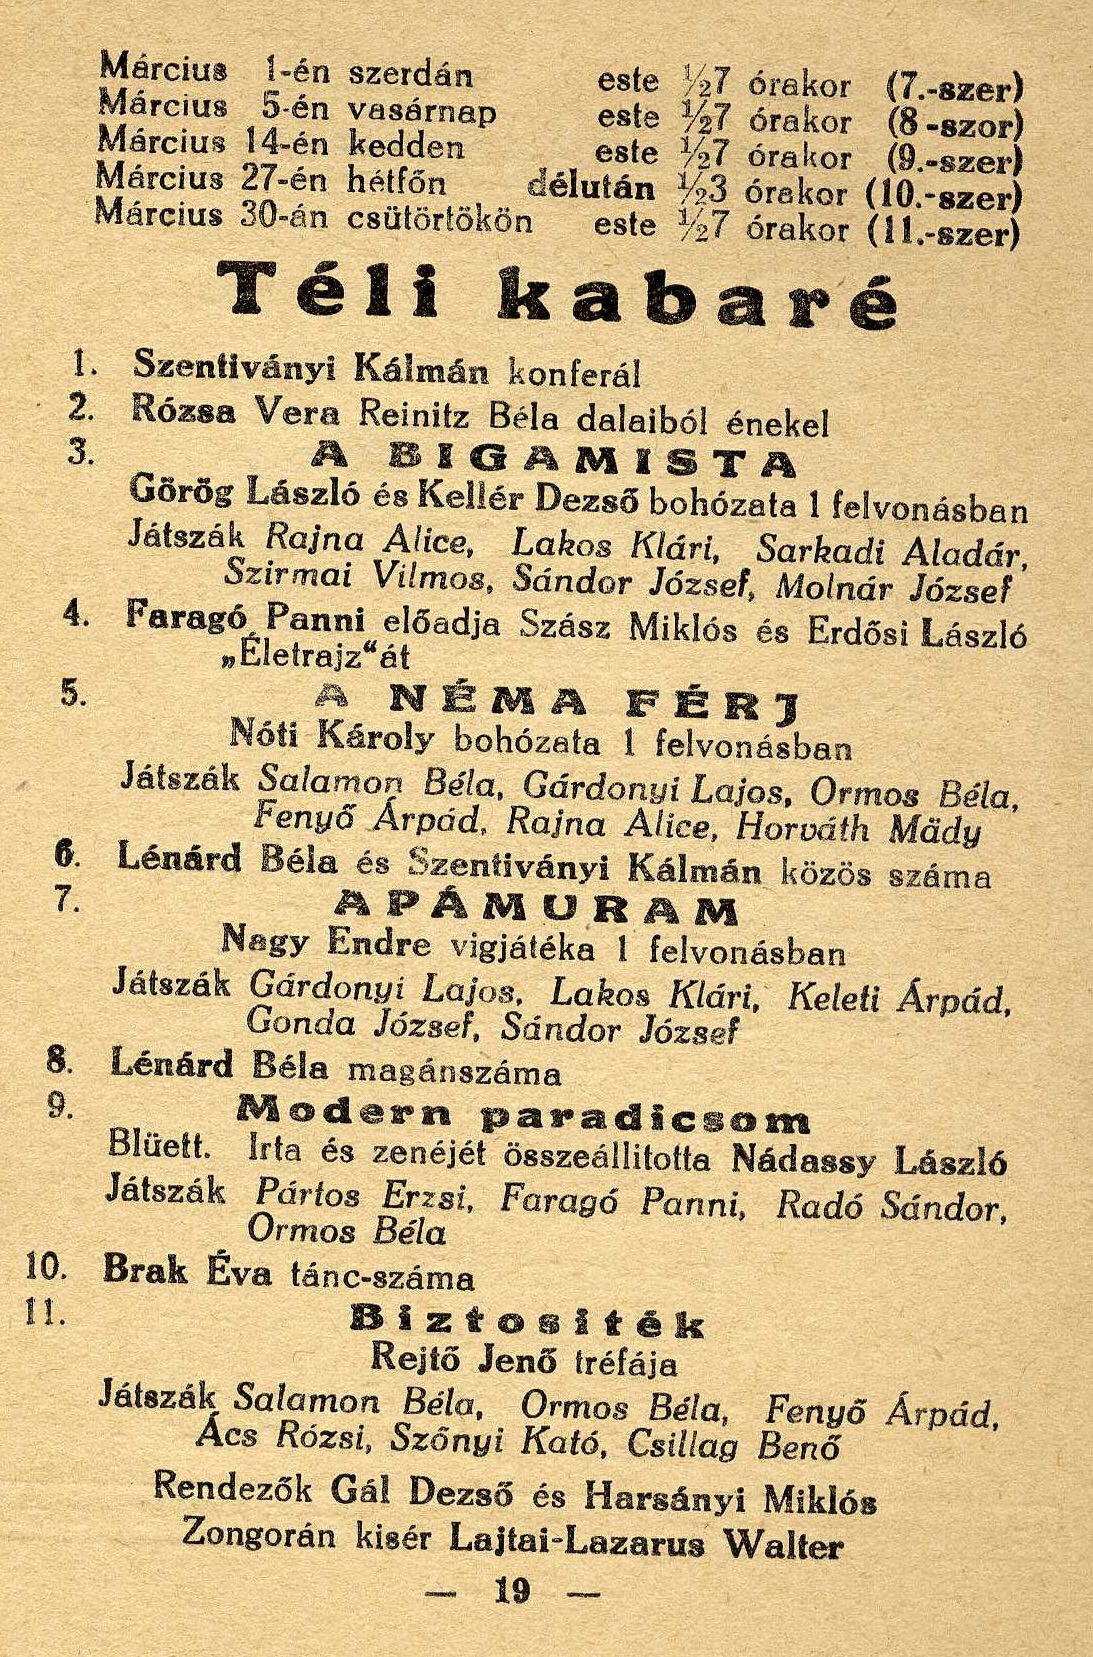 Március 1-én szerdán este ½7 órakor (7.-szer)
Március 5-én vasárnap este ½7 órakor (8-szor)
Március 14-én kedden este ½7 órakor (9.-szer)
Március 27-én hétfőn délután ½3 órakor (10.-szer)
Március 30-án csütörtökön este ½7 órakor (11.-szer)
Téli kabaré
1. Szentiványi Kálmán konferál
2. Rózsa Vera Reinitz Béla dalaiból énekel
3. A BIGAMISTA
Görög László és Kellér Dezső bohózata 1 felvonásban
Játszák Rajna Alice, Lakos Klári, Sarkadi Aladár,
Szirmai Vilmos, Sándor József, Molnár József
4. Faragó Panni előadja Szász Miklós és Erdősi László
„Életrajz“át
5. A NÉMA FÉRJ
Nóti Károly bohózata 1 felvonásban
Játszák Salamon Béla, Gárdonyi Lajos, Ormos Béla,
Fenyő Árpád, Rajna Alice, Horváth Mädy
6. Lénárd Béla és Szentiványi Kálmán közös száma
7. APÁMURAM
Nagy Endre vigjátéka 1 felvonásban
Játszák Gárdonyi Lajos, Lakos Klári, Keleti Árpád,
Gonda József, Sándor József
8. Lénárd Béla magánszáma
9. Modern paradicsom
Blüett. Irta és zenéjét összeállitotta Nádassy László
Játszák Pártos Erzsi, Faragó Panni, Radó Sándor,
Ormos Béla
10. Brak Éva tánc-száma
11. Biztositék
Rejtő Jenő tréfája
Játszák Salamon Béla, Ormos Béla, Fenyő Árpád,
Ács Rózsi, Szőnyi Kató, Csillag Benő
Rendezők Gál Dezső és Harsányi Miklós
Zongorán kisér Lajtai-Lazarus Walter
— 19 —